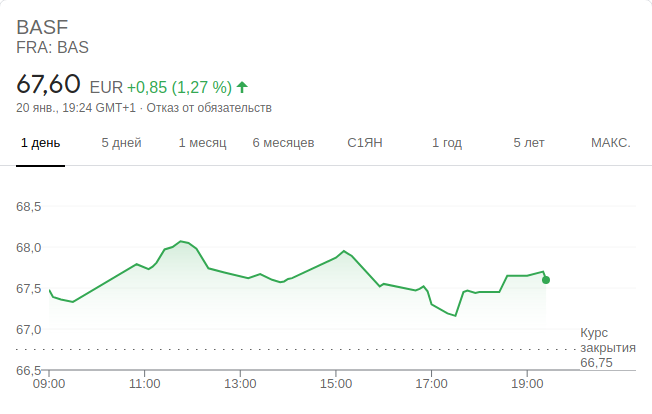 BASF
FRA: BAS
67,60 EUR +0,85 (1,27 %)
20 янв., 19:24 GMT+1 · Отказ от обязательств
1 день 5 дней 1 месяц 6 месяцев С1ЯН 1 год 5 лет МАКС.
68,5
68,0
67,5
67,0
Курс
закрытия
66,75
66,5
09:00 11:00 13:00 15:00 17:00 19:00